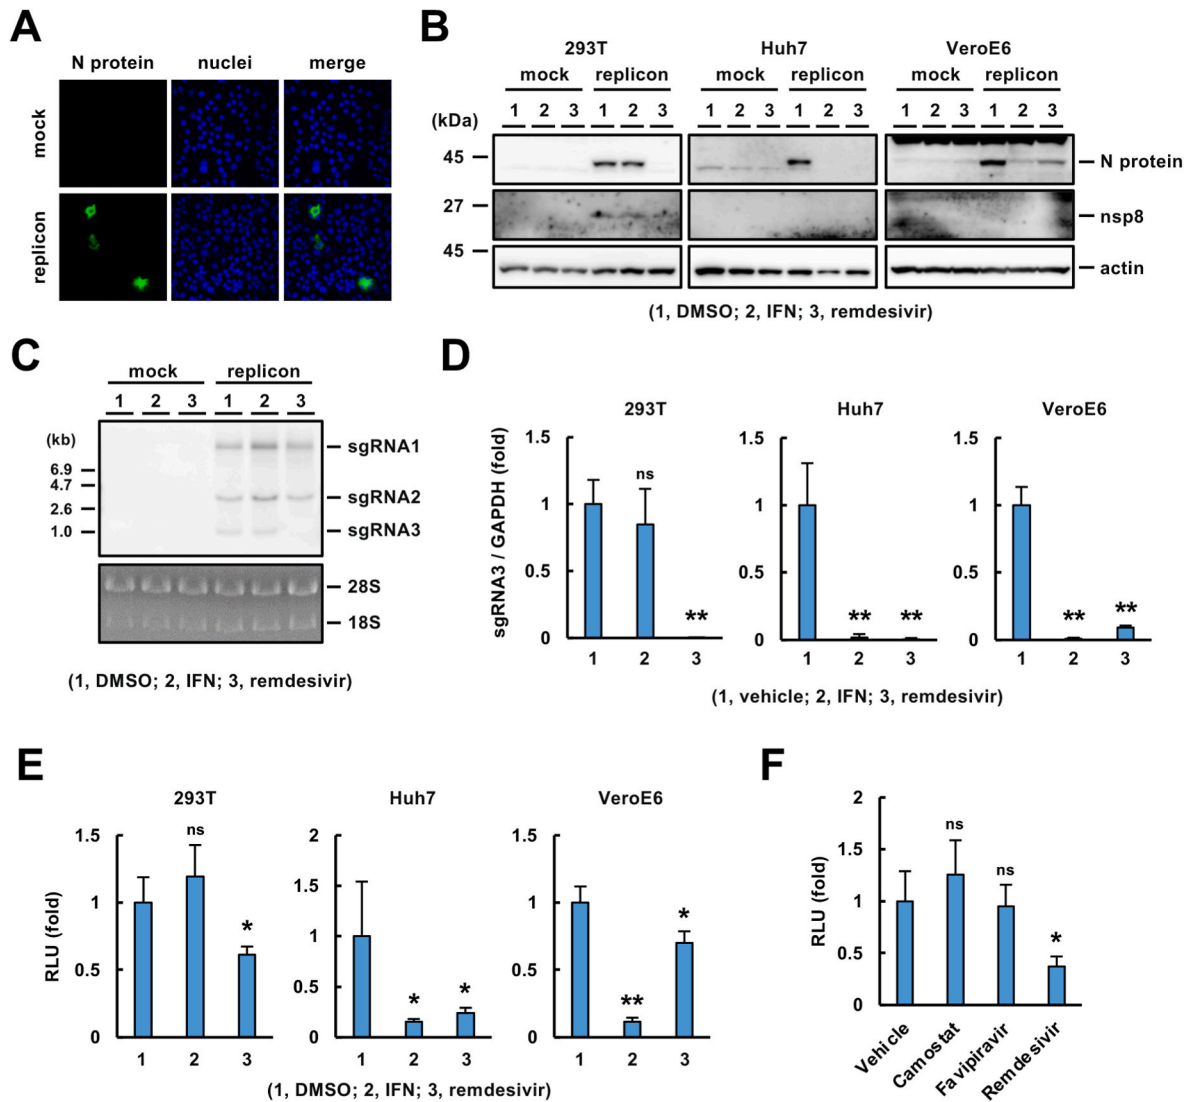 A
N protein nuclei merge
mock
replicon
B
293T Huh7 VeroE6
mock replicon mock replicon mock replicon
1 2 3 1 2 3 1 2 3 1 2 3 1 2 3 1 2 3
(kDa)
45
N protein
27
nsp8
45
actin
(1, DMSO; 2, IFN; 3, remdesivir)
C
mock replicon
1 2 3 1 2 3
(kb)
sgRNA1
6.9
4.7
sgRNA2
2.6
1.0
sgRNA3
28S
18S
(1, DMSO; 2, IFN; 3, remdesivir)
D
sgRNA3 / GAPDH (fold)
293T
1.5
1
0.5
0
ns
**
1 2 3
Huh7
1.5
1
0.5
0
** **
1 2 3
VeroE6
1.5
1
0.5
0
** **
1 2 3
(1, vehicle; 2, IFN; 3, remdesivir)
E
RLU (fold)
293T
1.5
1
0.5
0
ns
*
1 2 3
Huh7
2
1.5
1
0.5
0
* *
1 2 3
VeroE6
1.5
1
0.5
0
** *
1 2 3
(1, DMSO; 2, IFN; 3, remdesivir)
F
RLU (fold)
2
1.5
1
0.5
0
ns
ns
*
Vehicle Camostat Favipiravir Remdesivir